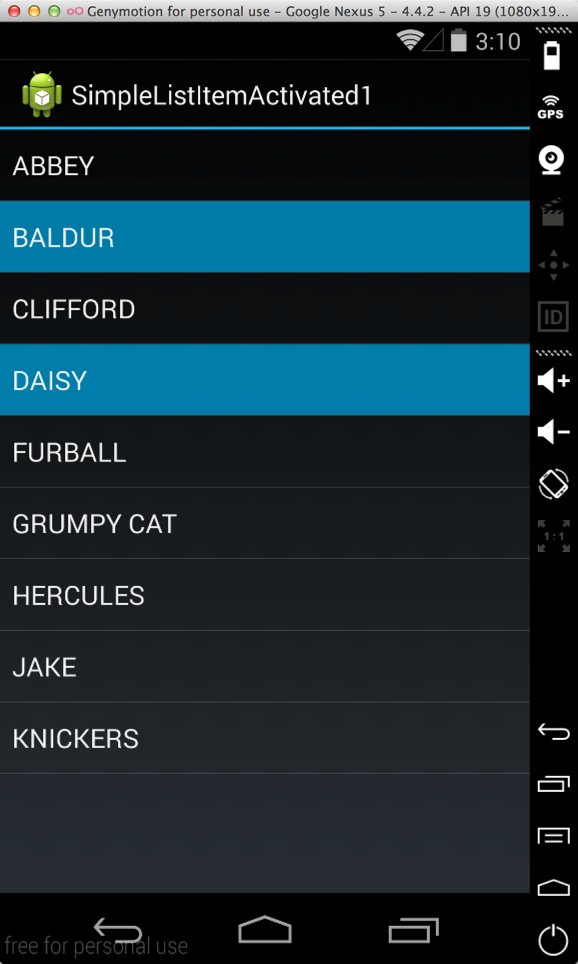 Genymotion for personal use – Google Nexus 5 – 4.4.2 – API 19 (1080x19...
3:10
SimpleListItemActivated1
GPS
ABBEY
BALDUR
CLIFFORD
ID
DAISY
FURBALL
GRUMPY CAT
1:1
HERCULES
JAKE
KNICKERS
free for personal use